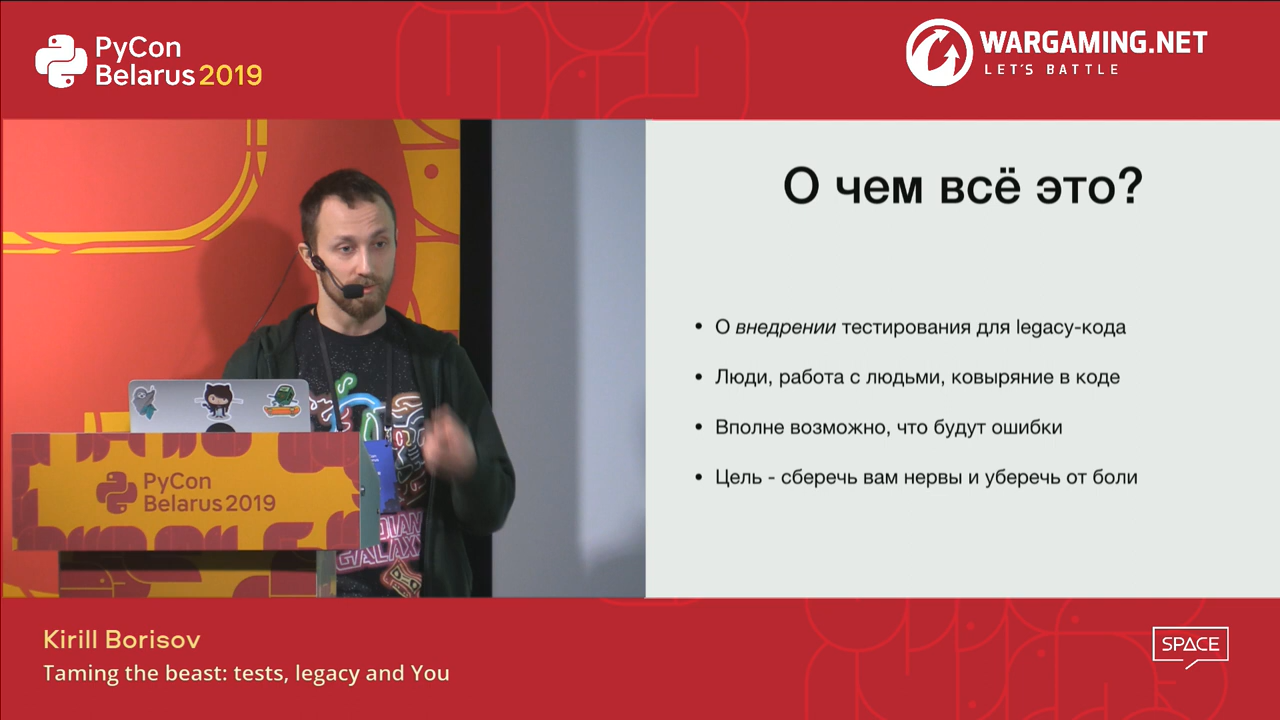 PyCon
Belarus 2019
WARGAMING.NET
LET'S BATTLE
О чем всё это?
• О внедрении тестирования для legacy-кода
• Люди, работа с людьми, ковыряние в коде
• Вполне возможно, что будут ошибки
• Цель - сберечь вам нервы и уберечь от боли
PyCon
Belarus 2019
GALAXY
Kirill Borisov
Taming the beast: tests, legacy and You
SPACE